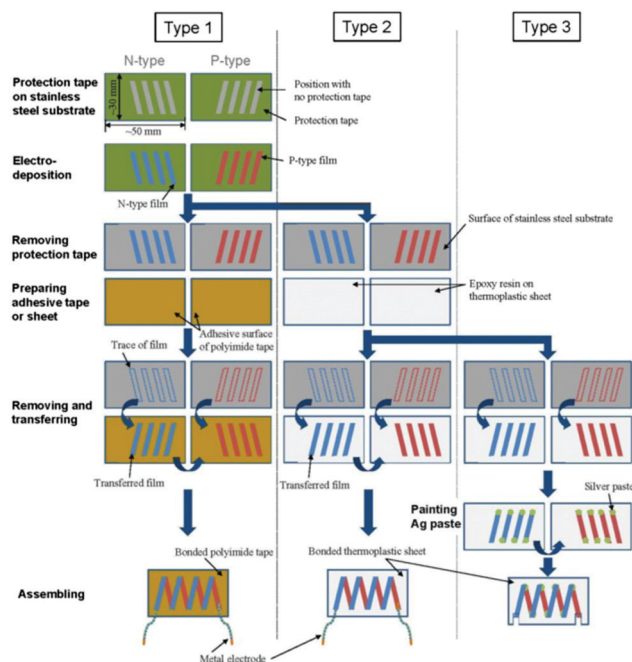 Type 1
Type 2
Type 3
N-type
P-type
Protection tape
on stainless
steel substrate
~30 mm
~50 mm
Position with
no protection tape
Protection tape
Electro-
deposition
P-type film
N-type film
Removing
protection tape
Surface of stainless steel substrate
Preparing
adhesive tape
or sheet
Epoxy resin on
thermoplastic sheet
Adhesive surface
of polyimide tape
Trace of film
Removing and
transferring
Transferred film
Transferred film
Painting
Ag paste
Silver paste
Bonded polyimide tape
Bonded thermoplastic sheet
Assembling
Metal electrode